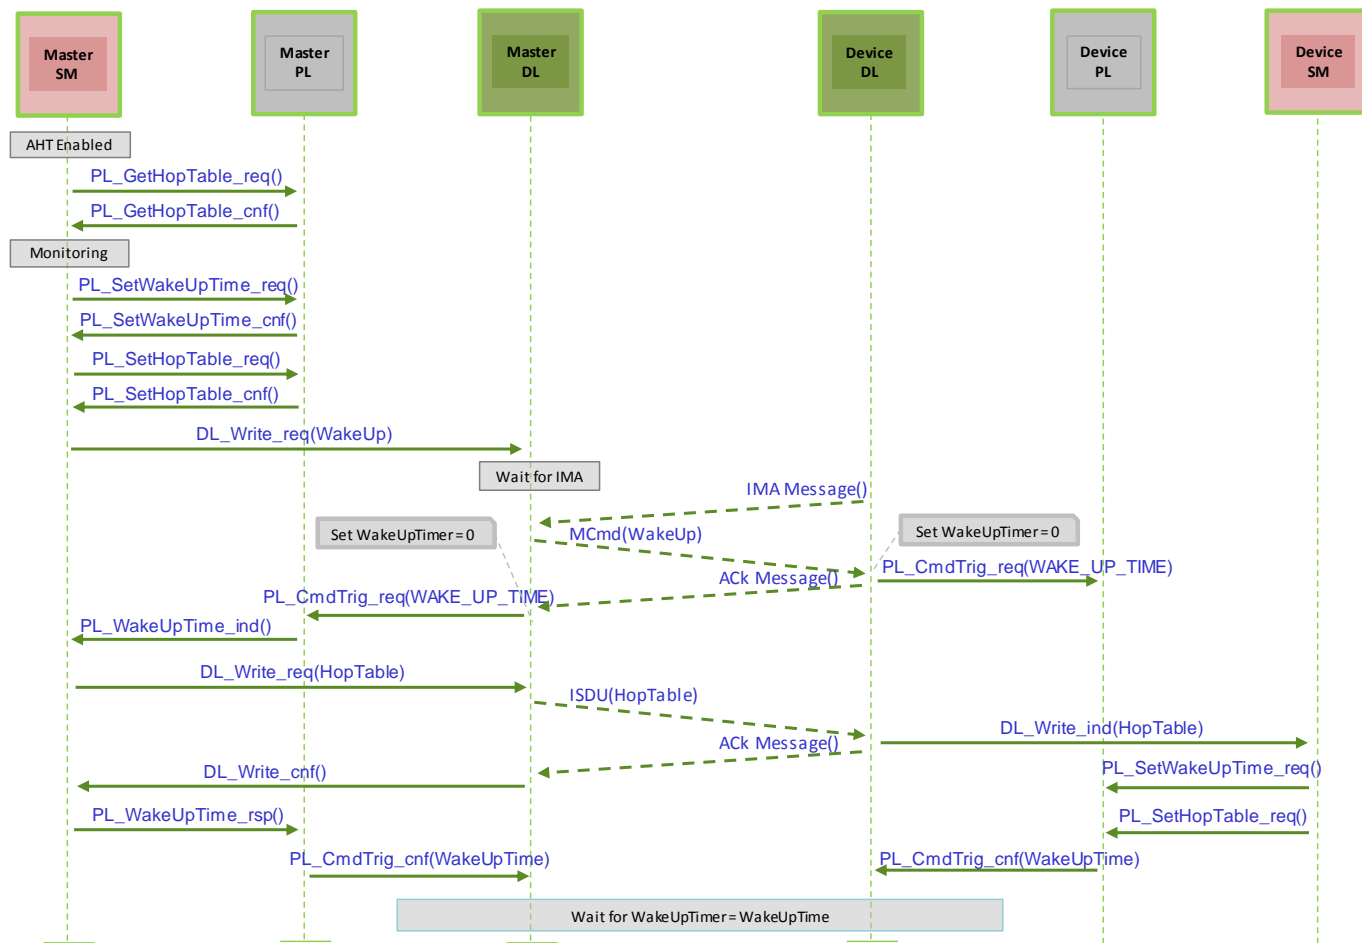 Master
SM
Master
PL
Master
DL
Device
DL
Device
PL
Device
SM
AHT Enabled
PL_GetHopTable_req()
PL_GetHopTable_cnf()
Monitoring
PL_SetWakeUpTime_req()
PL_SetWakeUpTime_cnf()
PL_SetHopTable_req()
PL_SetHopTable_cnf()
DL_Write_req(WakeUp)
Wait for IMA
IMA Message()
Set WakeUpTimer = 0
MCmd(WakeUp)
Set WakeUpTimer = 0
PL_CmdTrig_req(WAKE_UP_TIME)
ACk Message()
PL_CmdTrig_req(WAKE_UP_TIME)
PL_WakeUpTime_ind()
DL_Write_req(HopTable)
ISDU(HopTable)
DL_Write_ind(HopTable)
ACk Message()
DL_Write_cnf()
PL_SetWakeUpTime_req()
PL_WakeUpTime_rsp()
PL_SetHopTable_req()
PL_CmdTrig_cnf(WakeUpTime)
PL_CmdTrig_cnf(WakeUpTime)
Wait for WakeUpTimer = WakeUpTime